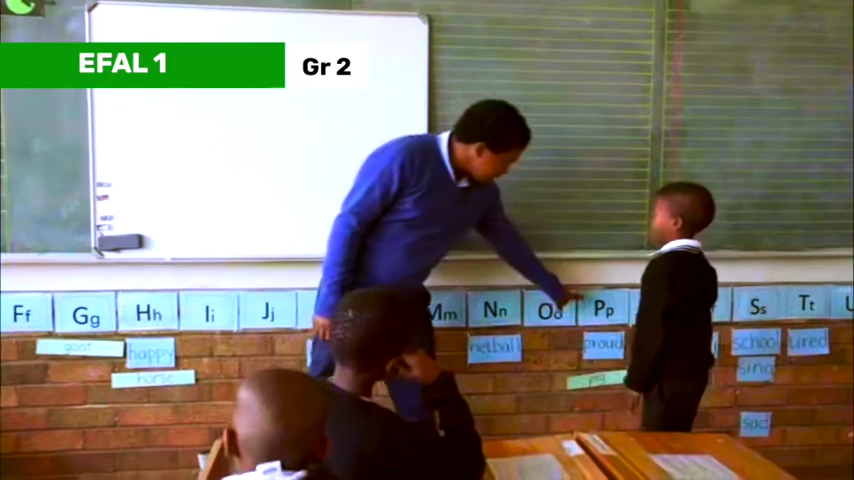 EFAL 1
Gr 2
Ff Gg Hh Ii Jj Mm Nn Oo Pp Ss Tt U
goat happy netball proud school tired
horse pig sing
sad